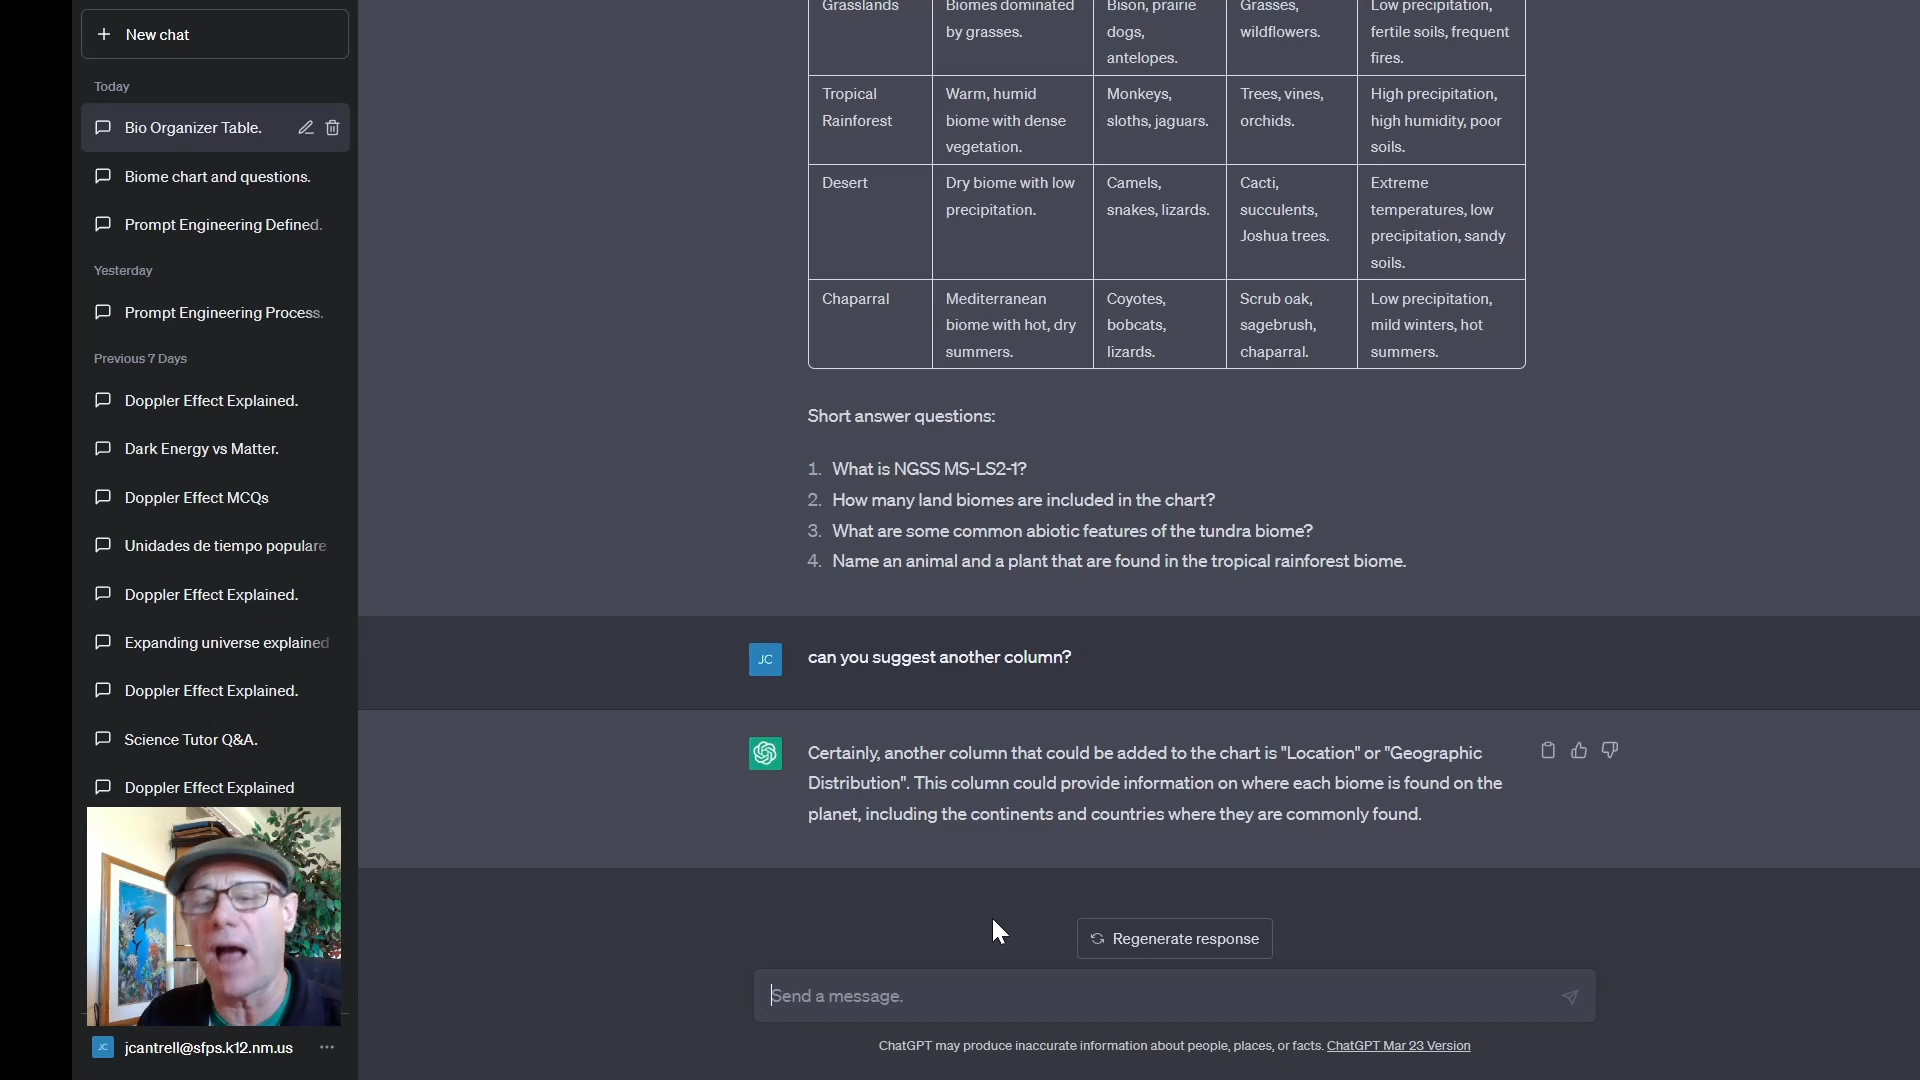 New chat
Today
Bio Organizer Table.
Biome chart and questions.
Prompt Engineering Defined.
Yesterday
Prompt Engineering Process.
Previous 7 Days
Doppler Effect Explained.
Dark Energy vs Matter.
Doppler Effect MCQs
Unidades de tiempo populare
Doppler Effect Explained.
Expanding universe explained
Doppler Effect Explained.
Science Tutor Q&A.
Doppler Effect Explained
JC jcantrell@sfps.k12.nm.us
Grasslands Biomes dominated Bison, prairie Grasses, Low precipitation,
by grasses. dogs, wildflowers. fertile soils, frequent
antelopes. fires.
Tropical Warm, humid Monkeys, Trees, vines, High precipitation,
Rainforest biome with dense sloths, jaguars. orchids. high humidity, poor
vegetation. soils.
Desert Dry biome with low Camels, Cacti, Extreme
precipitation. snakes, lizards. succulents, temperatures, low
Joshua trees. precipitation, sandy
soils.
Chaparral Mediterranean Coyotes, Scrub oak, Low precipitation,
biome with hot, dry bobcats, sagebrush, mild winters, hot
summers. lizards. chaparral. summers.
Short answer questions:
1. What is NGSS MS-LS2-1?
2. How many land biomes are included in the chart?
3. What are some common abiotic features of the tundra biome?
4. Name an animal and a plant that are found in the tropical rainforest biome.
JC can you suggest another column?
Certainly, another column that could be added to the chart is "Location" or "Geographic
Distribution". This column could provide information on where each biome is found on the
planet, including the continents and countries where they are commonly found.
Regenerate response
Send a message.
ChatGPT may produce inaccurate information about people, places, or facts. ChatGPT Mar 23 Version